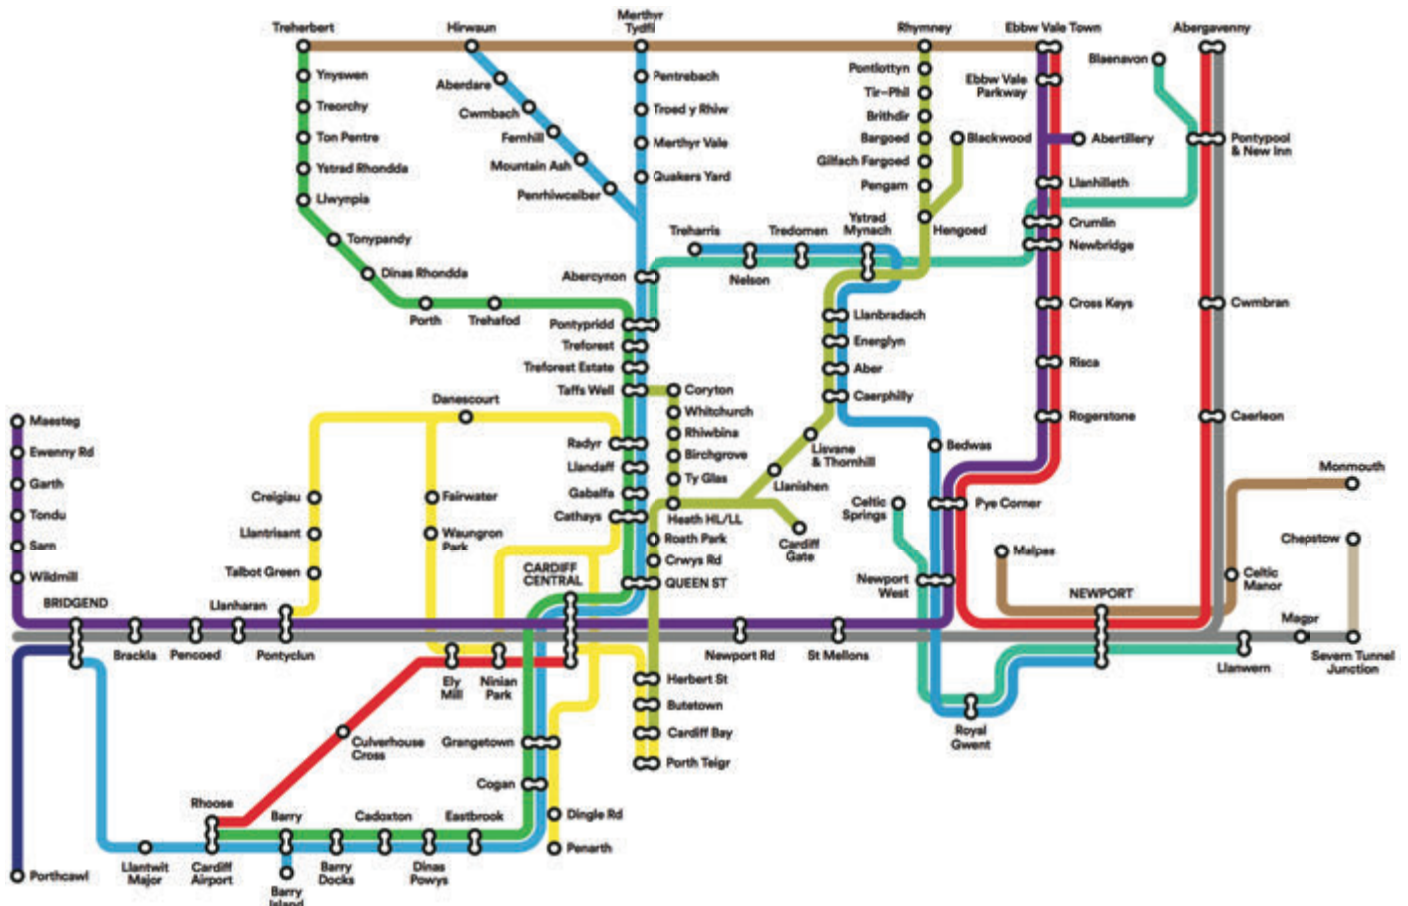 Treherbert
Hirwaun
Merthyr
Tydfil
Rhymney
Ebbw Vale Town
Abergavenny
Blaenavon
Ynyswen
Treorchy
Ton Pentre
Ystrad Rhondda
Llwynpia
Tonypandy
Dinas Rhondda
Porth
Trehafod
Aberdare
Cwmbach
Fernhill
Mountain Ash
Penrhiwceiber
Pentrebach
Troed y Rhiw
Merthyr Vale
Quakers Yard
Abercynon
Pontypridd
Treforest
Treforest Estate
Taffs Well
Radyr
Llandaff
Gabalfa
Cathays
QUEEN ST
CARDIFF
CENTRAL
Pontlottyn
Tir-Phil
Brithdir
Bargoed
Gilfach Fargoed
Pengam
Blackwood
Hengoed
Ystrad
Mynach
Treharris
Nelson
Tredomen
Llanbradach
Energlyn
Aber
Caerphilly
Lisvane
& Thornhill
Llanishen
Cardiff
Gate
Coryton
Whitchurch
Rhiwbina
Birchgrove
Ty Glas
Heath HL/LL
Roath Park
Crwys Rd
Ebbw Vale
Parkway
Abertillery
Llanhilleth
Crumlin
Newbridge
Cross Keys
Risca
Rogerstone
Pye Corner
Bedwas
Celtic
Springs
Newport
West
Royal
Gwent
Pontypool
& New Inn
Cwmbran
Caerleon
Monmouth
Chepstow
Celtic
Manor
Malpas
NEWPORT
Magor
Severn Tunnel
Junction
Llanwern
Newport Rd
St Mellons
Maesteg
Ewenny Rd
Garth
Tondu
Sarn
Wildmill
BRIDGEND
Brackla
Pencoed
Llanharan
Pontyclun
Danescourt
Creigiau
Llantrisant
Talbot Green
Fairwater
Waungron
Park
Ely
Mill
Ninian
Park
Culverhouse
Cross
Herbert St
Butetown
Cardiff Bay
Porth Teigr
Grangetown
Cogan
Dingle Rd
Penarth
Rhoose
Cardiff
Airport
Barry
Barry
Island
Barry
Docks
Cadoxton
Dinas
Powys
Eastbrook
Llantwit
Major
Porthcawl